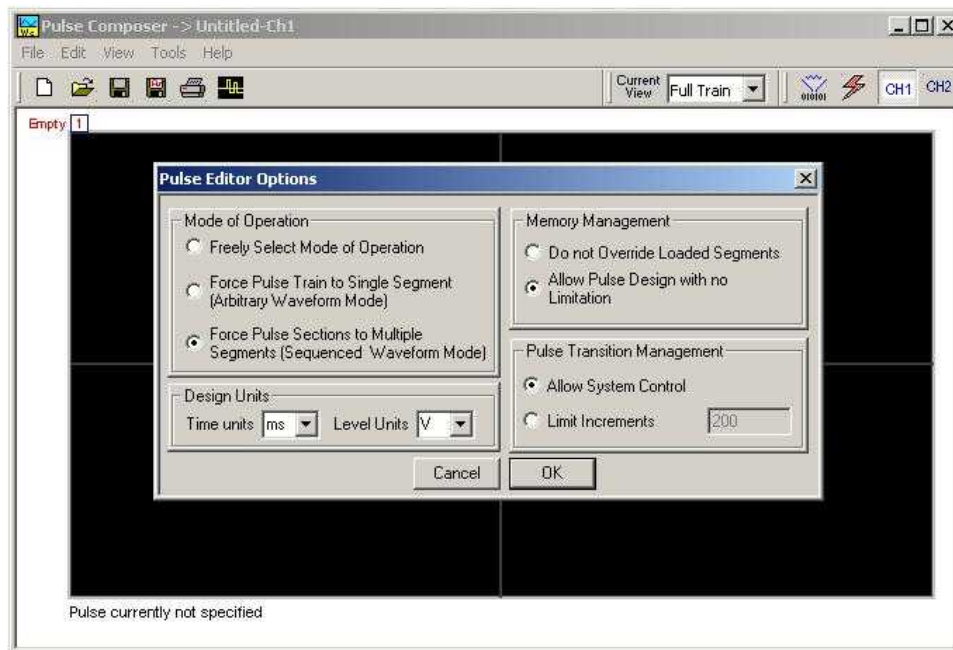 Pulse Composer -> Untitled-Ch1
File Edit View Tools Help
Current View Full Train
010101
CH1 CH2
Empty 1
Pulse Editor Options
Mode of Operation
Freely Select Mode of Operation
Force Pulse Train to Single Segment
(Arbitrary Waveform Mode)
Force Pulse Sections to Multiple
Segments (Sequenced Waveform Mode)
Design Units
Time units ms Level Units V
Memory Management
Do not Override Loaded Segments
Allow Pulse Design with no
Limitation
Pulse Transition Management
Allow System Control
Limit Increments 200
Cancel OK
Pulse currently not specified